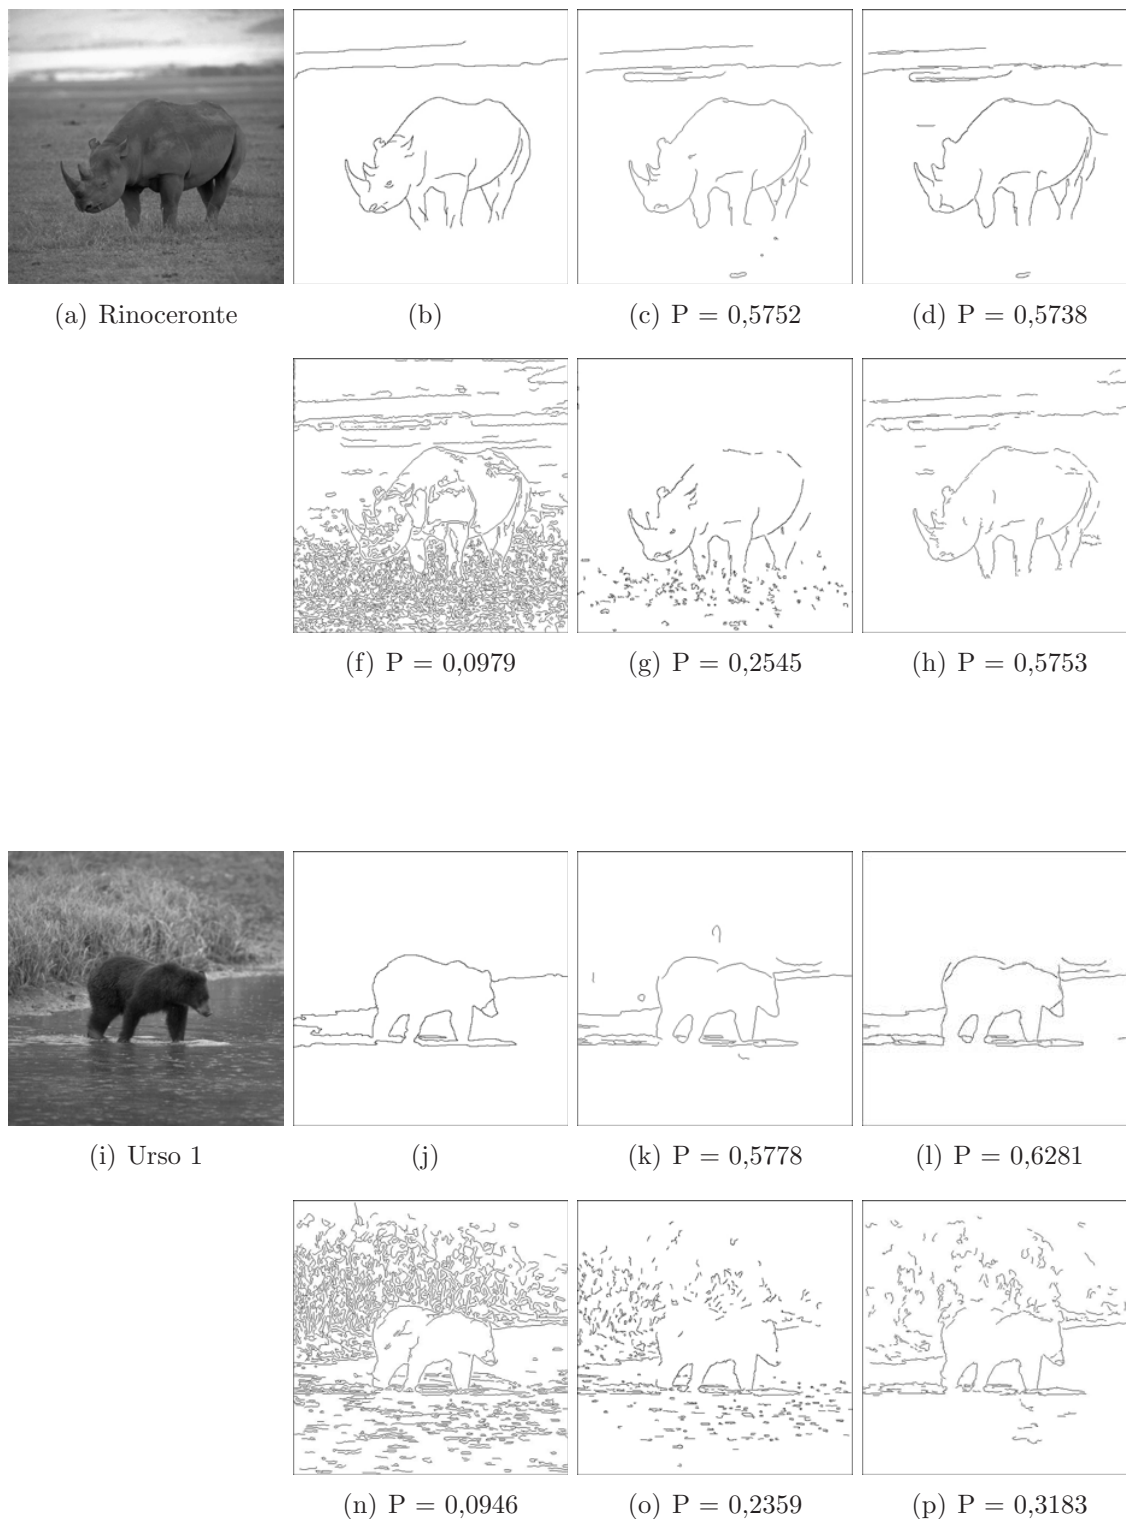 (a) Rinoceronte
(b)
(c) P = 0,5752
(d) P = 0,5738
(f) P = 0,0979
(g) P = 0,2545
(h) P = 0,5753
(i) Urso 1
(j)
(k) P = 0,5778
(l) P = 0,6281
(n) P = 0,0946
(o) P = 0,2359
(p) P = 0,3183